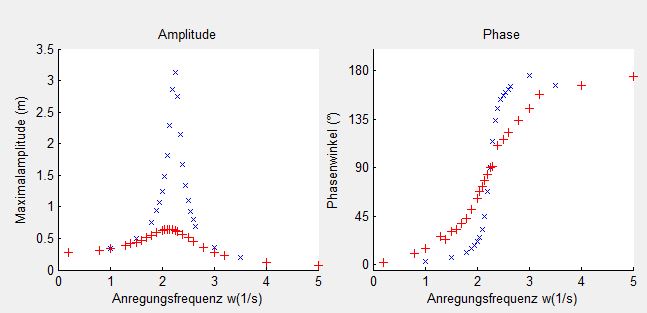 Amplitude
Phase
Maximalamplitude (m)
3.5
3
2.5
2
1.5
1
0.5
0
0 1 2 3 4 5
Anregungsfrequenz w(1/s)
Phasenwinkel (°)
180
135
90
45
0
0 1 2 3 4 5
Anregungsfrequenz w(1/s)